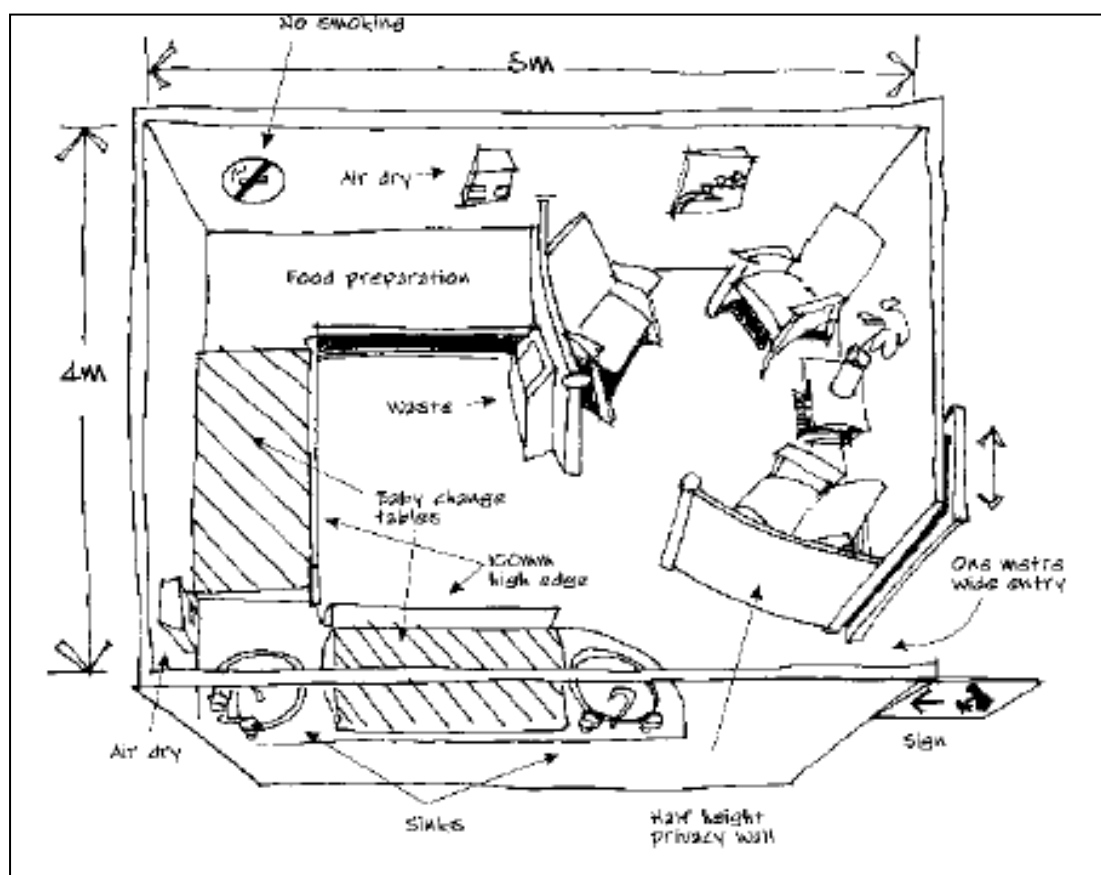 No smoking
5m
Air dry
Food preparation
4m
Waste
Baby change
tables
100mm
high edge
One metre
wide entry
Air dry
Sign
Sinks
Half height
privacy wall